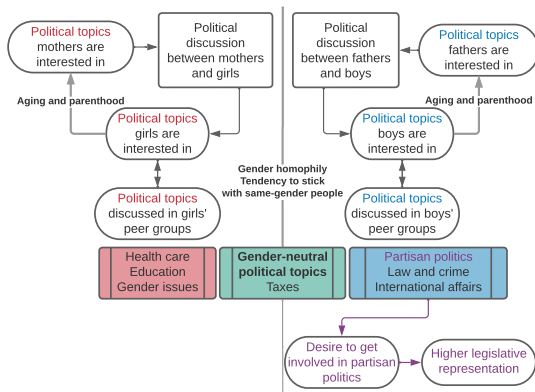 Political topics
mothers are
interested in
Political
discussion
between mothers
and girls
Political
discussion
between fathers
and boys
Political topics
fathers are
interested in
Aging and parenthood
Aging and parenthood
Political topics
girls are
interested in
Political topics
boys are
interested in
Gender homophily
Tendency to stick
with same-gender people
Political topics
discussed in girls'
peer groups
Political topics
discussed in boys'
peer groups
Health care
Education
Gender issues
Gender-neutral
political topics
Taxes
Partisan politics
Law and crime
International affairs
Desire to get
involved in partisan
politics
Higher legislative
representation